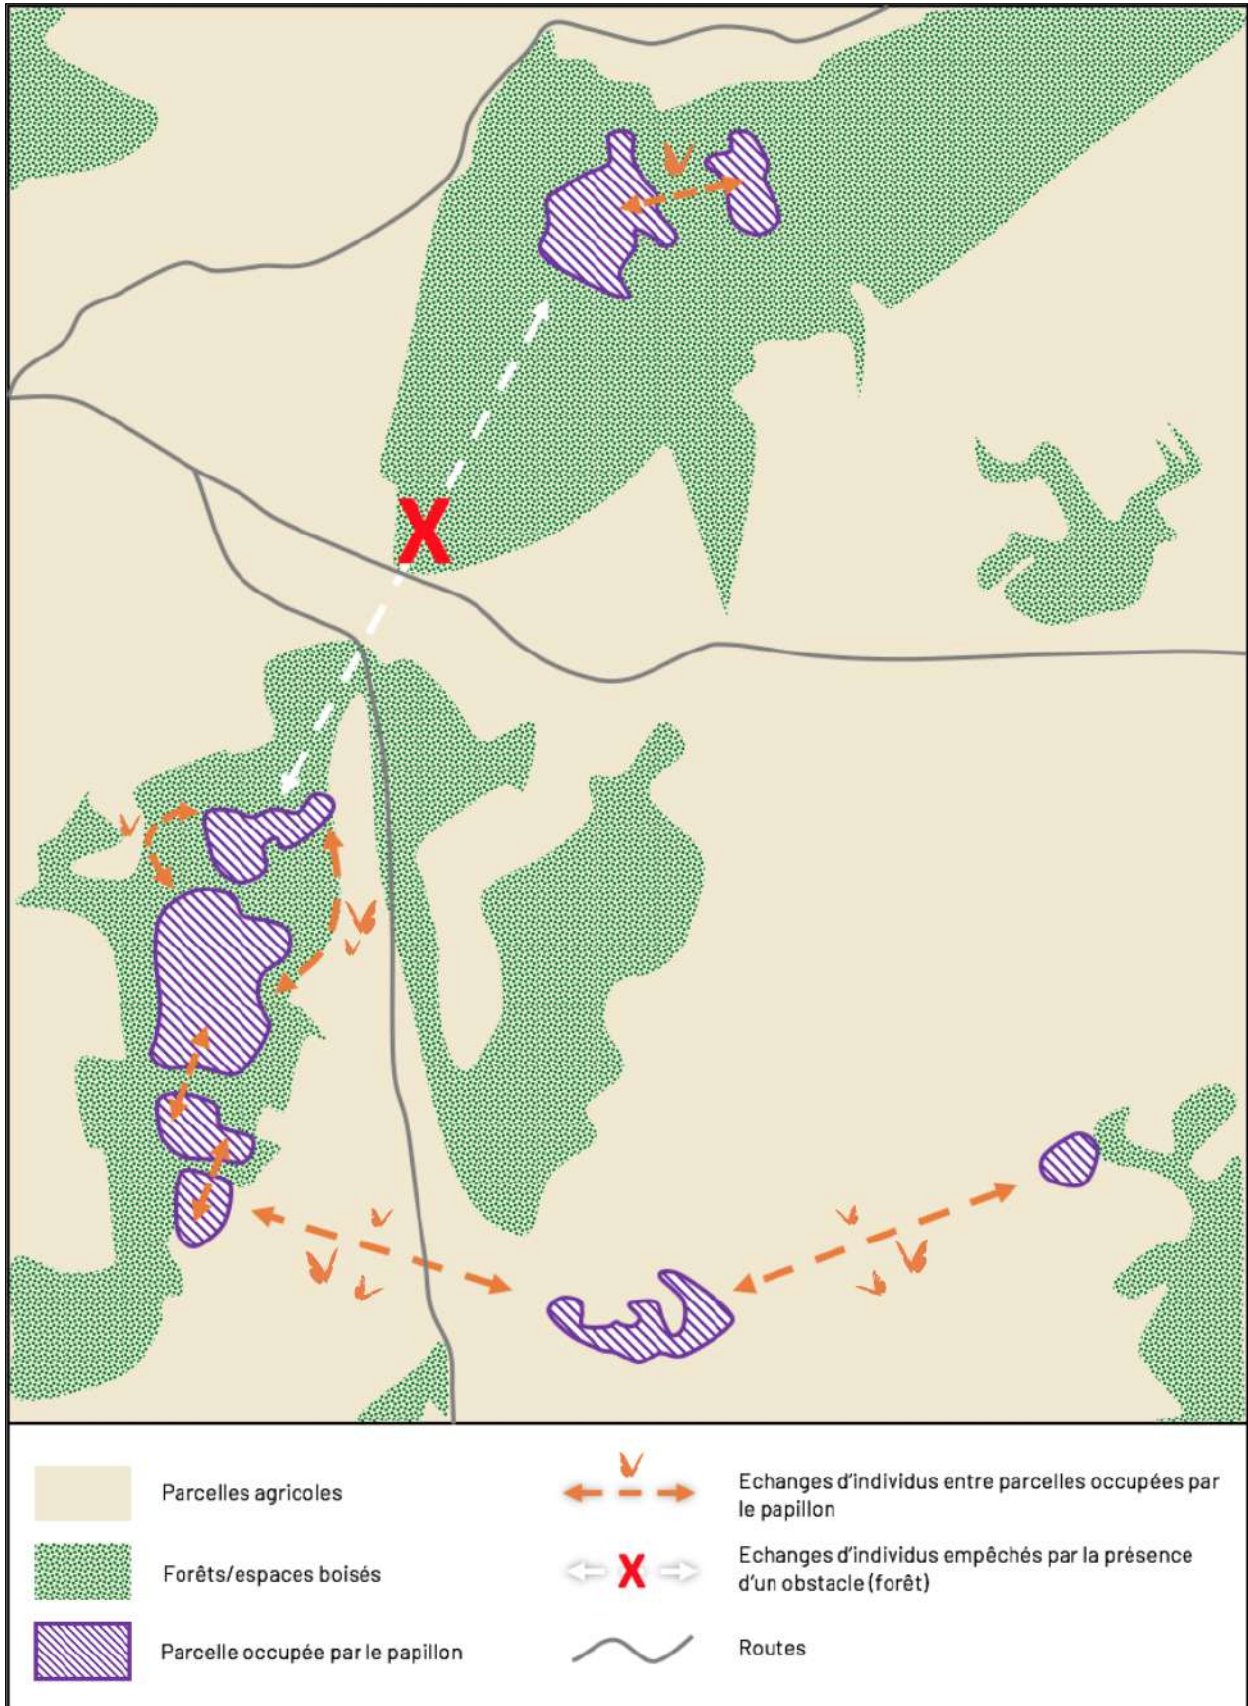 Parcelles agricoles
Forêts/espaces boisés
Parcelle occupée par le papillon
Echanges d'individus entre parcelles occupées par
le papillon
X
Echanges d'individus empêchés par la présence
d'un obstacle (forêt)
Routes
X